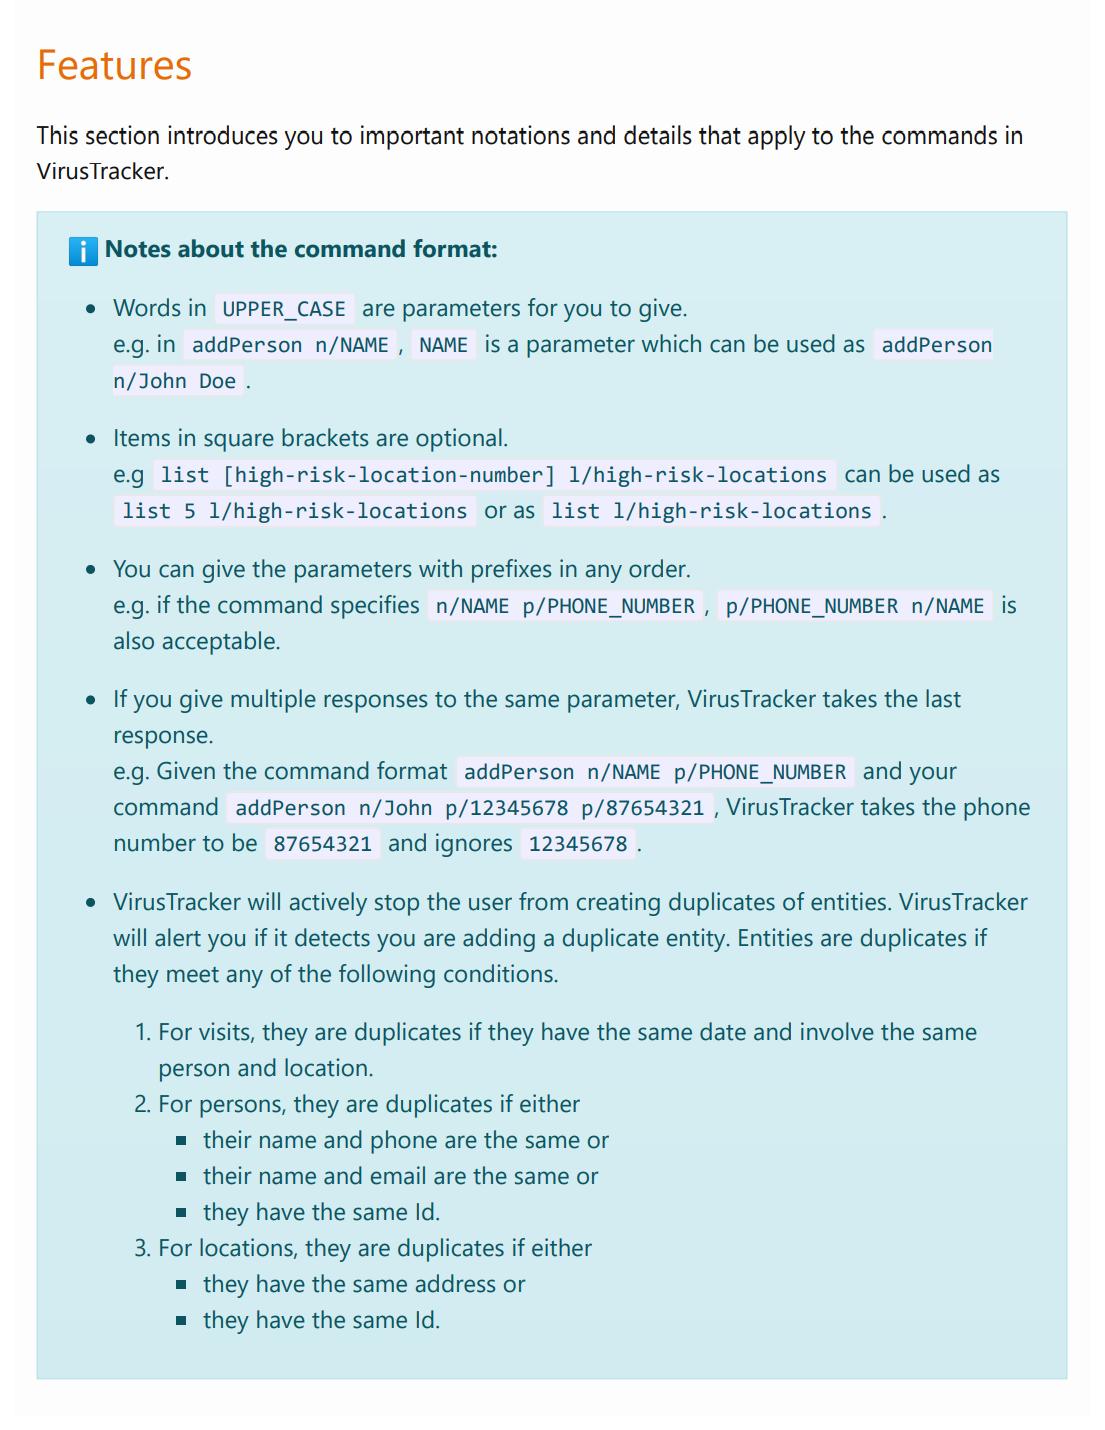 Features
This section introduces you to important notations and details that apply to the commands in
VirusTracker.
i Notes about the command format:
• Words in UPPER_CASE are parameters for you to give.
e.g. in addPerson n/NAME , NAME is a parameter which can be used as addPerson
n/John Doe .
• Items in square brackets are optional.
e.g list [high-risk-location-number] l/high-risk-locations can be used as
list 5 l/high-risk-locations or as list l/high-risk-locations .
• You can give the parameters with prefixes in any order.
e.g. if the command specifies n/NAME p/PHONE_NUMBER , p/PHONE_NUMBER n/NAME is
also acceptable.
• If you give multiple responses to the same parameter, VirusTracker takes the last
response.
e.g. Given the command format addPerson n/NAME p/PHONE_NUMBER and your
command addPerson n/John p/12345678 p/87654321 , VirusTracker takes the phone
number to be 87654321 and ignores 12345678 .
• VirusTracker will actively stop the user from creating duplicates of entities. VirusTracker
will alert you if it detects you are adding a duplicate entity. Entities are duplicates if
they meet any of the following conditions.
1. For visits, they are duplicates if they have the same date and involve the same
person and location.
2. For persons, they are duplicates if either
▪ their name and phone are the same or
▪ their name and email are the same or
▪ they have the same Id.
3. For locations, they are duplicates if either
▪ they have the same address or
▪ they have the same Id.